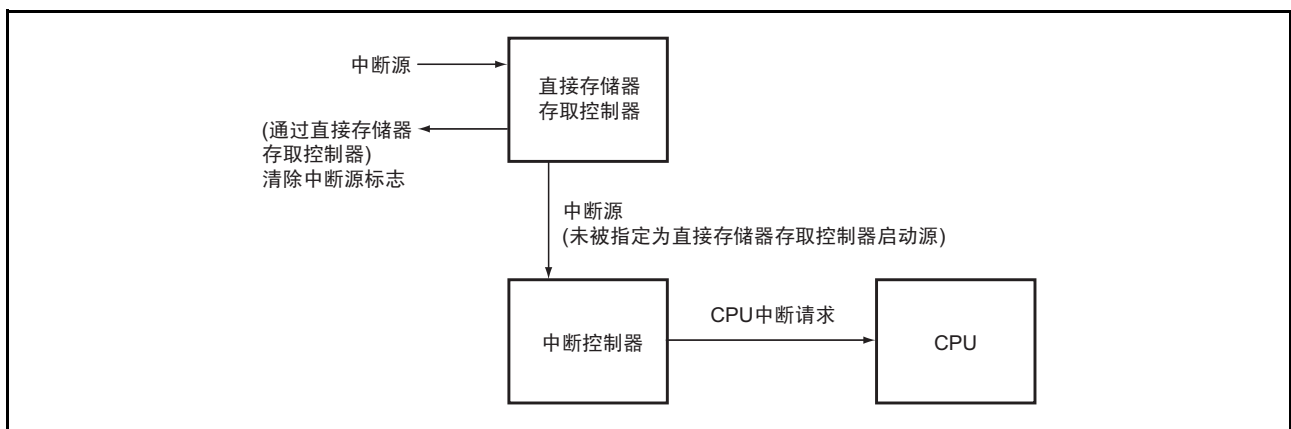 中断源
直接存储器
存取控制器
(通过直接存储器
存取控制器)
清除中断源标志
中断源
(未被指定为直接存储器存取控制器启动源)
中断控制器
CPU中断请求
CPU